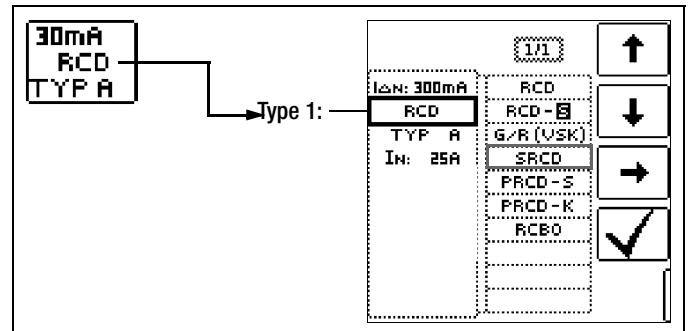 30mA
RCD
TYP A
Type 1:
1/1
I∆N: 300mA
RCD
TYP A
IN: 25A
RCD
RCD - S
G/R (VSK)
SRCD
PRCD - S
PRCD - K
RCBO